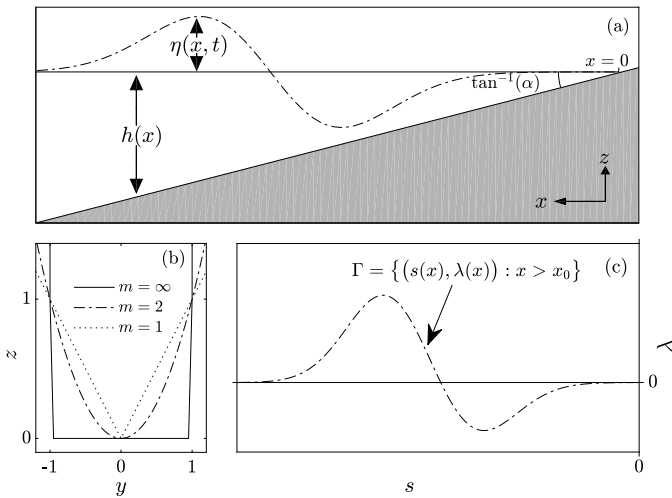 (a)
η(x, t)
x = 0
tan⁻¹(α)
h(x)
z
x
(b)
m = ∞
m = 2
m = 1
1
z
0
-1
0
1
y
(c)
Γ = {(s(x), λ(x)) : x > x₀}
λ
0
0
s